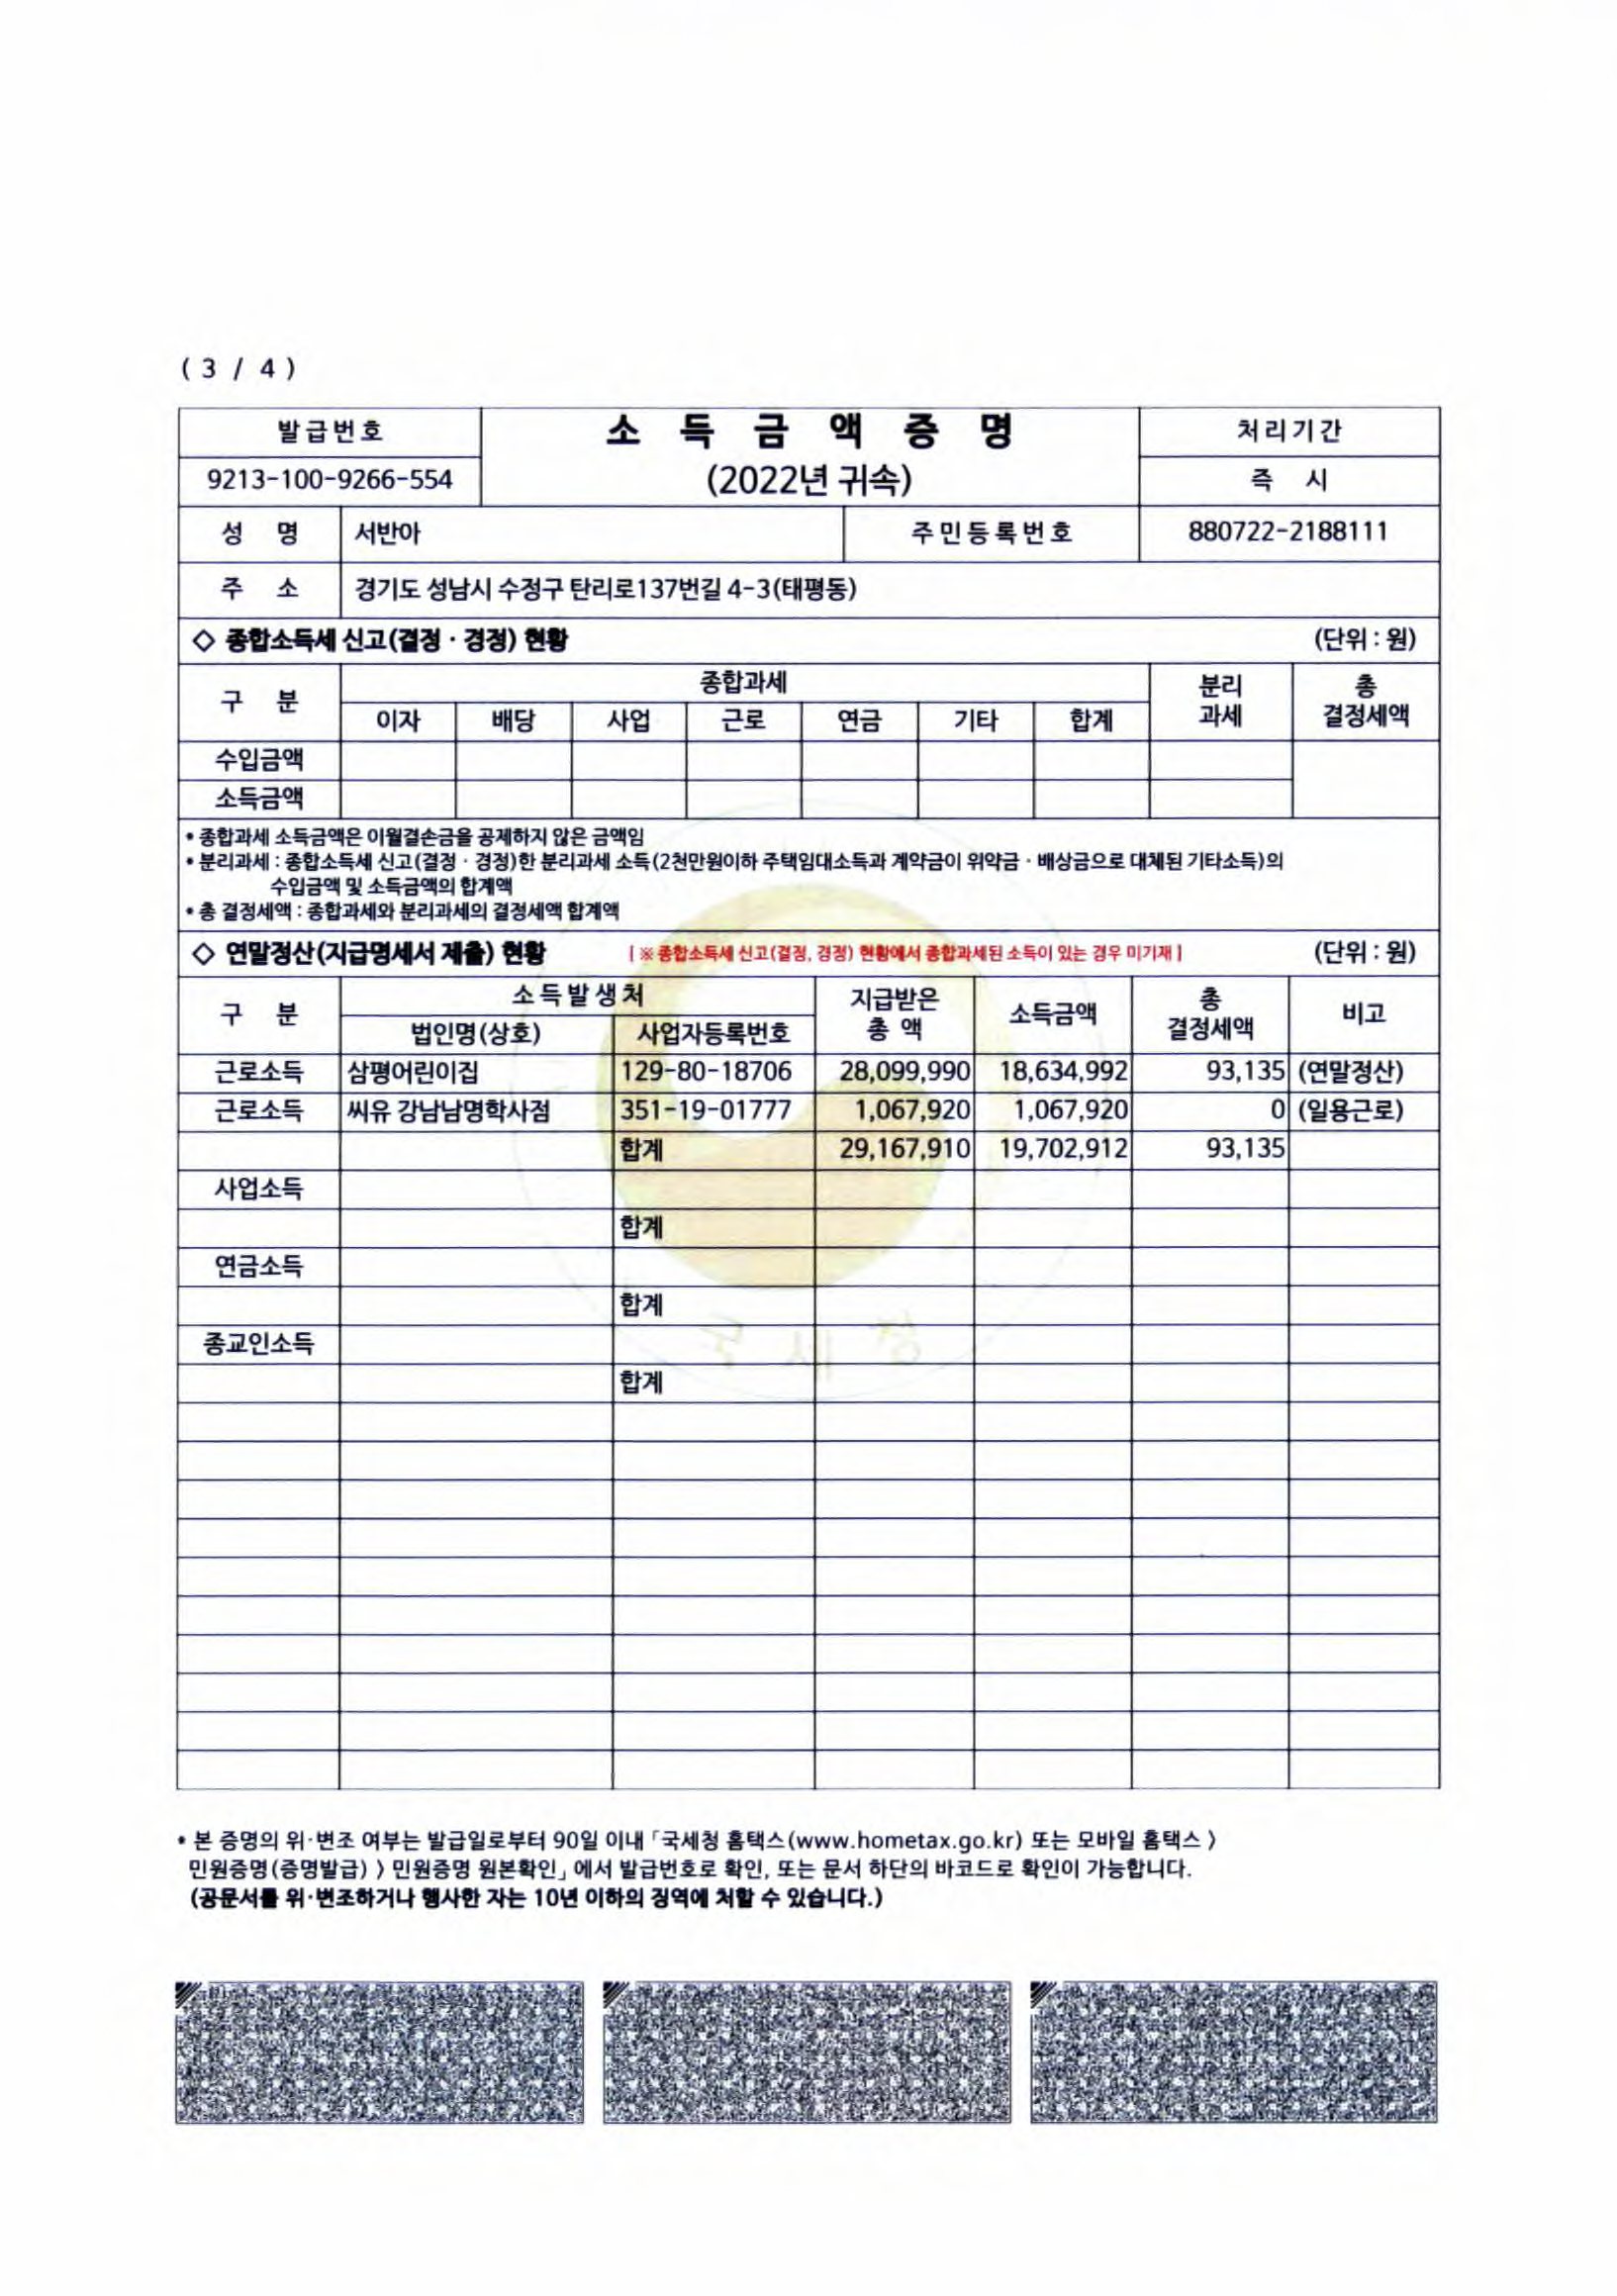 ( 3 / 4 )
발급번호
소 득 금 액 증 명
처리기간
9213-100-9266-554
(2022년 귀속)
즉 시
성 명 서반아 주민등록번호 880722-2188111
주 소 경기도 성남시 수정구 탄리로137번길 4-3(태평동)
◇ 종합소득세 신고(결정 · 경정) 현황 (단위 : 원)
구 분 종합과세 분리 과세 총 결정세액
이자 배당 사업 근로 연금 기타 합계
수입금액
소득금액
* 종합과세 소득금액은 이월결손금을 공제하지 않은 금액임
* 분리과세 : 종합소득세 신고(결정 · 경정)한 분리과세 소득(2천만원이하 주택임대소득과 계약금이 위약금 · 배상금으로 대체된 기타소득)의
수입금액 및 소득금액의 합계액
* 총 결정세액 : 종합과세와 분리과세의 결정세액 합계액
◇ 연말정산(지급명세서 제출) 현황 [ ※ 종합소득세 신고(결정, 경정) 현황에서 종합과세된 소득이 있는 경우 미기재 ] (단위 : 원)
구 분 소득발생처 지급받은 총 액 소득금액 총 결정세액 비고
법인명(상호) 사업자등록번호
근로소득 삼평어린이집 129-80-18706 28,099,990 18,634,992 93,135 (연말정산)
근로소득 씨유 강남남명학사점 351-19-01777 1,067,920 1,067,920 0 (일용근로)
합계 29,167,910 19,702,912 93,135
사업소득
합계
연금소득
합계
종교인소득
합계
국세청
* 본 증명의 위·변조 여부는 발급일로부터 90일 이내「국세청 홈택스(www.hometax.go.kr) 또는 모바일 홈택스 〉
민원증명(증명발급) 〉 민원증명 원본확인」에서 발급번호로 확인, 또는 문서 하단의 바코드로 확인이 가능합니다.
(공문서를 위·변조하거나 행사한 자는 10년 이하의 징역에 처할 수 있습니다.)